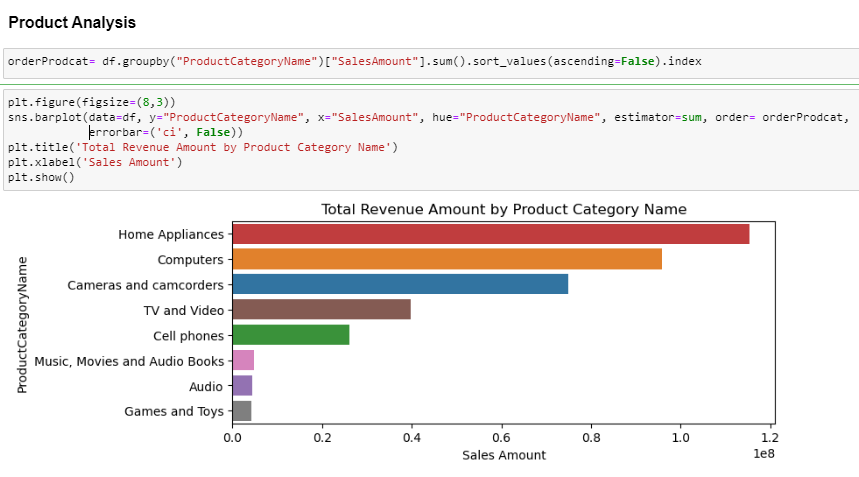 Product Analysis
orderProdcat= df.groupby("ProductCategoryName")["SalesAmount"].sum().sort_values(ascending=False).index
plt.figure(figsize=(8,3))
sns.barplot(data=df, y="ProductCategoryName", x="SalesAmount", hue="ProductCategoryName", estimator=sum, order= orderProdcat,
errorbar=('ci', False))
plt.title('Total Revenue Amount by Product Category Name')
plt.xlabel('Sales Amount')
plt.show()
Total Revenue Amount by Product Category Name
ProductCategoryName
Home Appliances
Computers
Cameras and camcorders
TV and Video
Cell phones
Music, Movies and Audio Books
Audio
Games and Toys
0.0 0.2 0.4 0.6 0.8 1.0 1.2
1e8
Sales Amount